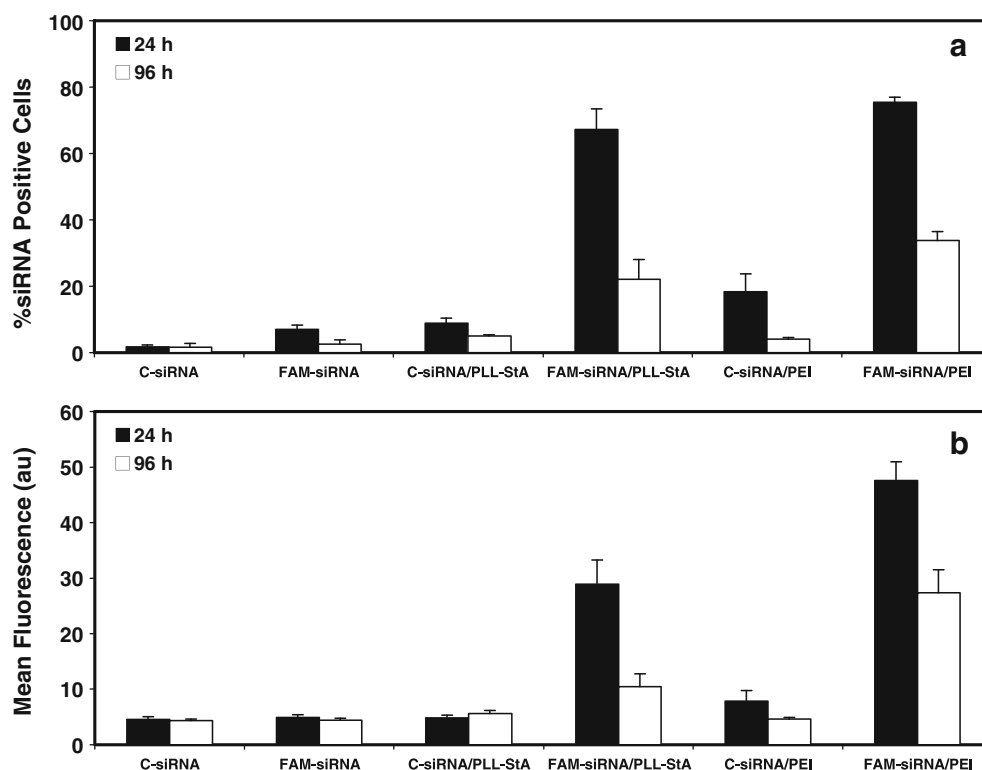 100
80
60
40
20
0
%siRNA Positive Cells
24 h
96 h
a
C-siRNA FAM-siRNA C-siRNA/PLL-StA FAM-siRNA/PLL-StA C-siRNA/PEI FAM-siRNA/PEI
60
50
40
30
20
10
0
Mean Fluorescence (au)
24 h
96 h
b
C-siRNA FAM-siRNA C-siRNA/PLL-StA FAM-siRNA/PLL-StA C-siRNA/PEI FAM-siRNA/PEI